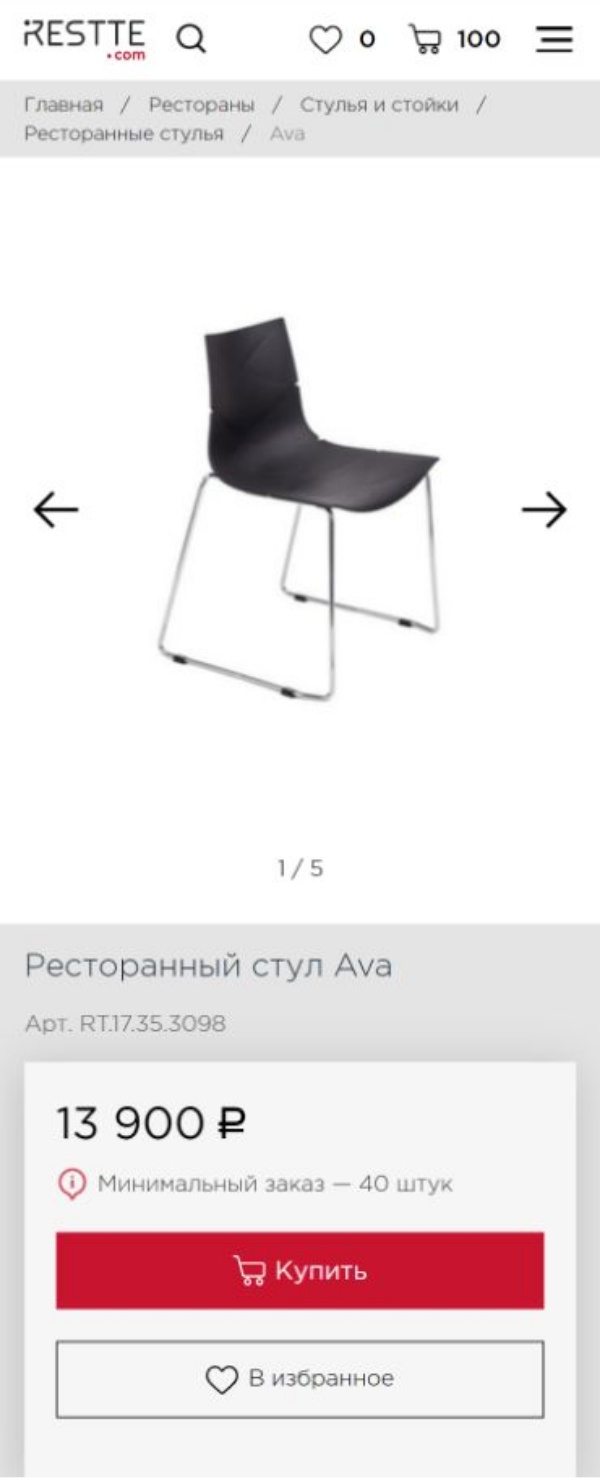 RESTTE
.com
0
100
Главная / Рестораны / Стулья и стойки /
Ресторанные стулья / Ava
1 / 5
Ресторанный стул Ava
Арт. RT.17.35.3098
13 900 ₽
Минимальный заказ — 40 штук
Купить
В избранное